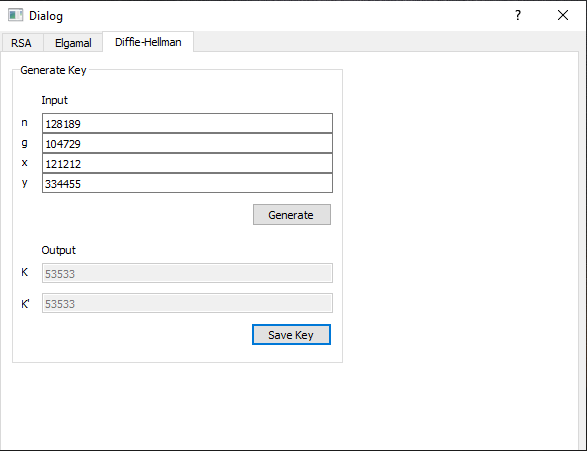 Dialog ?
RSA Elgamal Diffie-Hellman
Generate Key
Input
n 128189
g 104729
x 121212
y 334455
Generate
Output
K 53533
K' 53533
Save Key